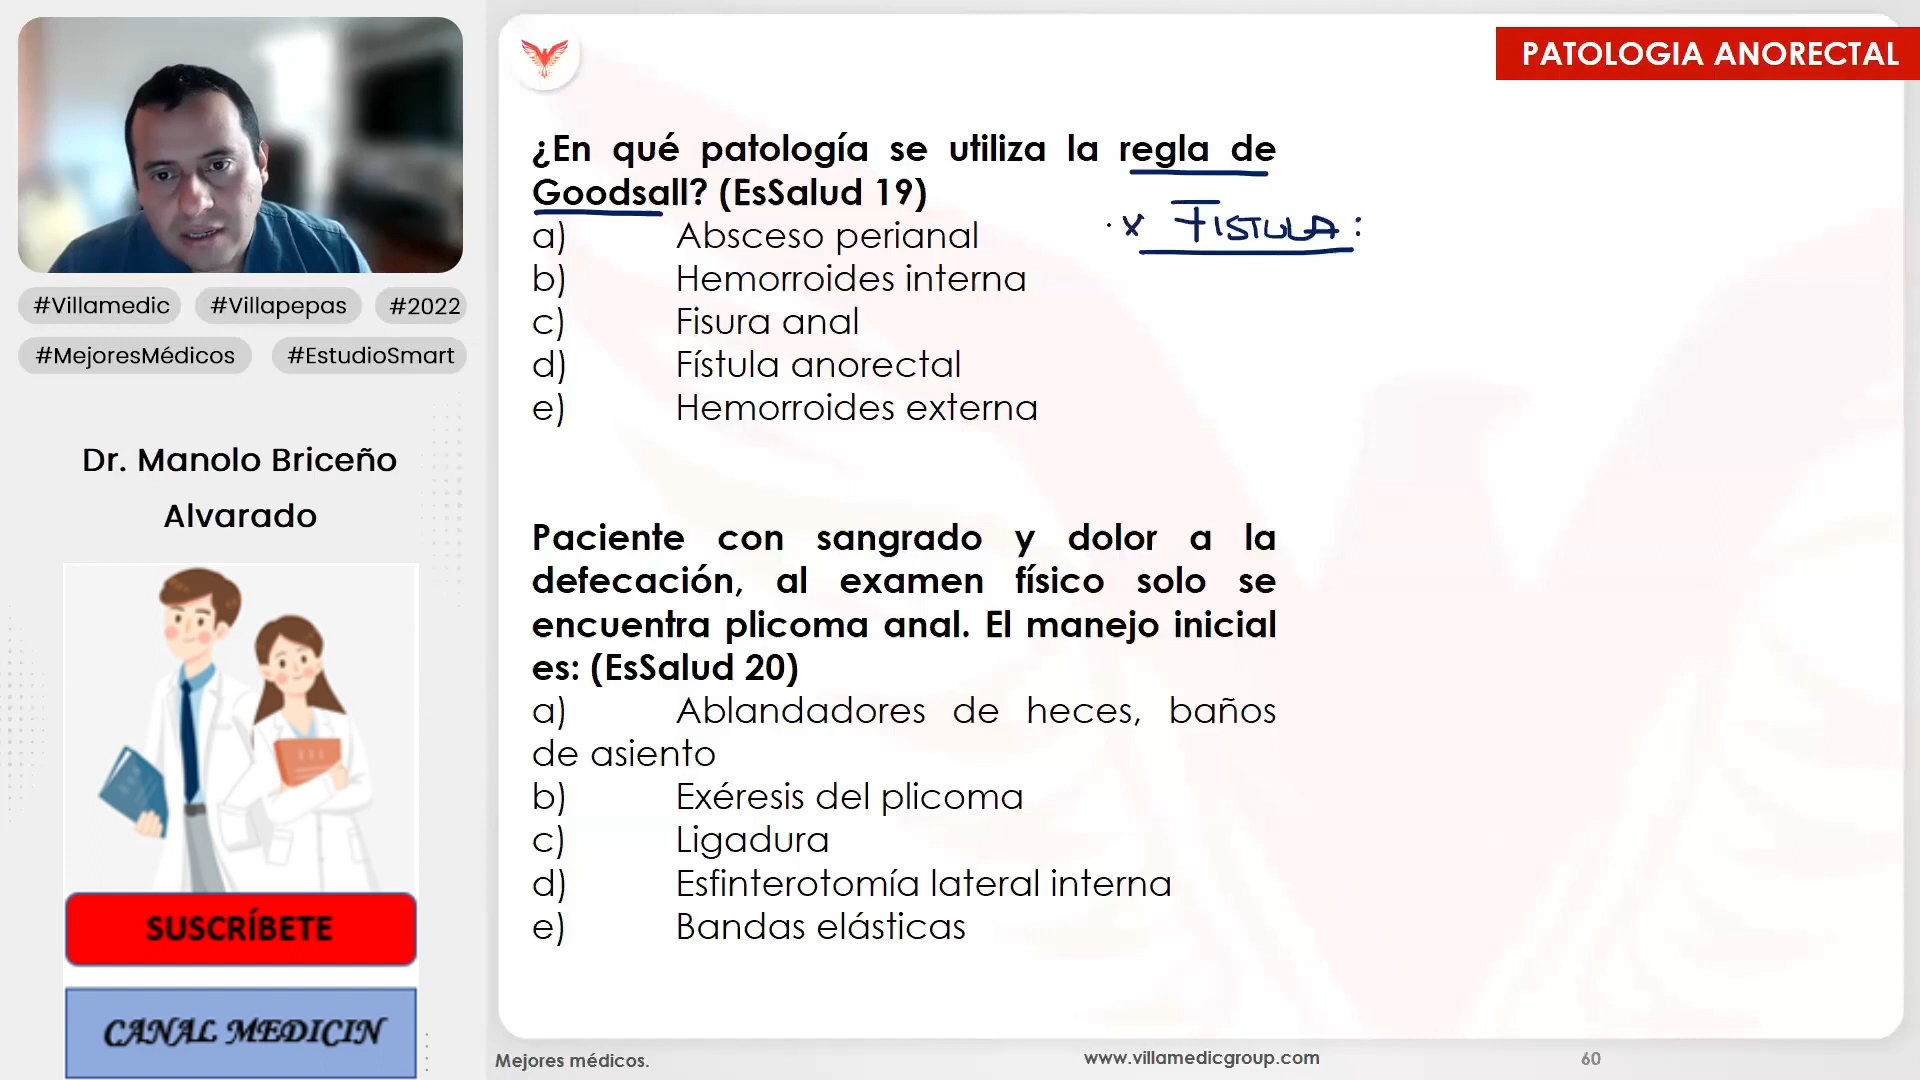 PATOLOGIA ANORECTAL
¿En qué patología se utiliza la regla de
Goodsall? (EsSalud 19)
x FISTULA:
a) Absceso perianal
b) Hemorroides interna
c) Fisura anal
d) Fístula anorectal
e) Hemorroides externa
Paciente con sangrado y dolor a la
defecación, al examen físico solo se
encuentra plicoma anal. El manejo inicial
es: (EsSalud 20)
a) Ablandadores de heces, baños
de asiento
b) Exéresis del plicoma
c) Ligadura
d) Esfinterotomía lateral interna
e) Bandas elásticas
#Villamedic #Villapepas #2022
#MejoresMédicos #EstudioSmart
Dr. Manolo Briceño
Alvarado
SUSCRÍBETE
CANAL MEDICIN
Mejores médicos.
www.villamedicgroup.com
60